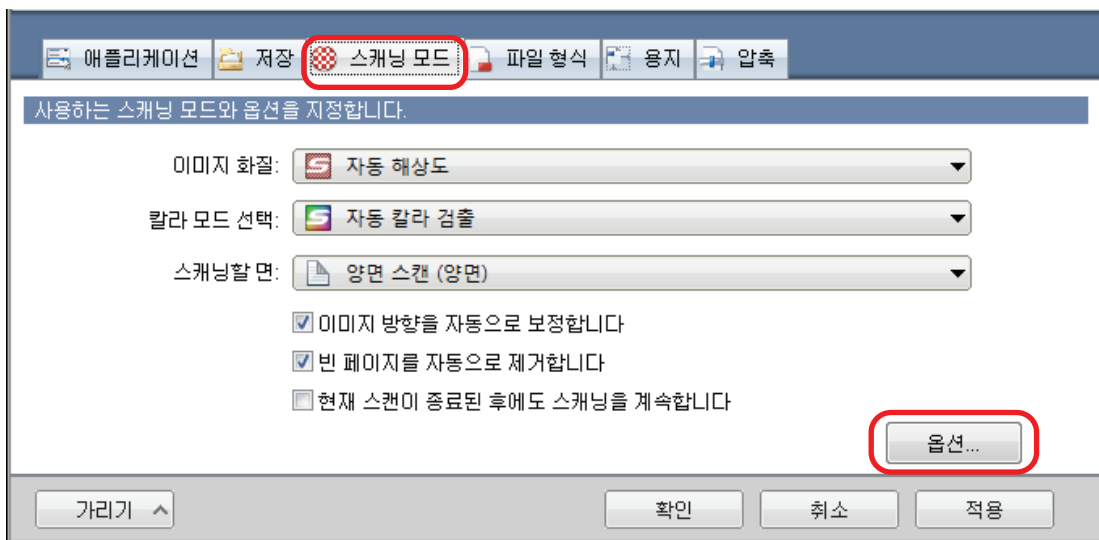 애플리케이션 저장 스캐닝 모드 파일 형식 용지 압축
사용하는 스캐닝 모드와 옵션을 지정합니다.
이미지 화질: 자동 해상도
칼라 모드 선택: 자동 칼라 검출
스캐닝할 면: 양면 스캔 (양면)
이미지 방향을 자동으로 보정합니다
빈 페이지를 자동으로 제거합니다
현재 스캔이 종료된 후에도 스캐닝을 계속합니다
옵션...
가리기 확인 취소 적용